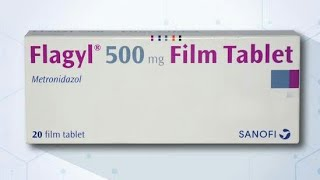 Flagyl® 500 mg Film Tablet
Metronidazol
20 film tablet
SANOFI